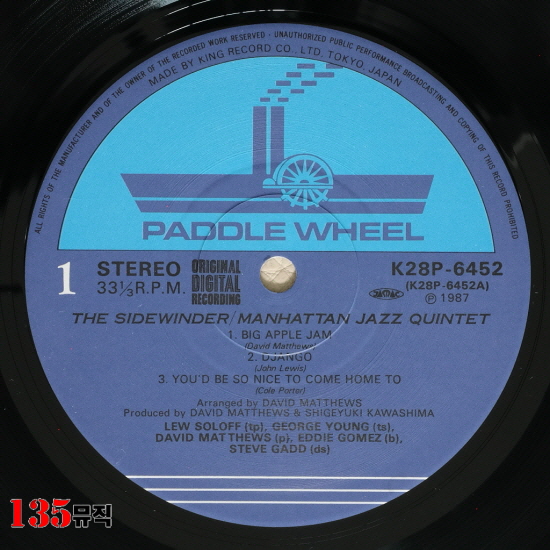 ALL RIGHTS OF THE MANUFACTURER AND OF THE OWNER OF THE RECORDED WORK RESERVED · UNAUTHORIZED PUBLIC PERFORMANCE BROADCASTING AND COPYING OF THIS RECORD PROHIBITED
MADE BY KING RECORD CO., LTD. TOKYO, JAPAN
PADDLE WHEEL
1 STEREO
33 1/3 R.P.M.
ORIGINAL
DIGITAL
RECORDING
K28P-6452
(K28P-6452A)
JASRAC Ⓟ 1987
THE SIDEWINDER/MANHATTAN JAZZ QUINTET
1. BIG APPLE JAM
(David Matthews)
2. DJANGO
(John Lewis)
3. YOU'D BE SO NICE TO COME HOME TO
(Cole Porter)
Arranged by DAVID MATTHEWS
Produced by DAVID MATTHEWS & SHIGEYUKI KAWASHIMA
LEW SOLOFF (tp), GEORGE YOUNG (ts),
DAVID MATTHEWS (p), EDDIE GOMEZ (b),
STEVE GADD (ds)
135뮤직